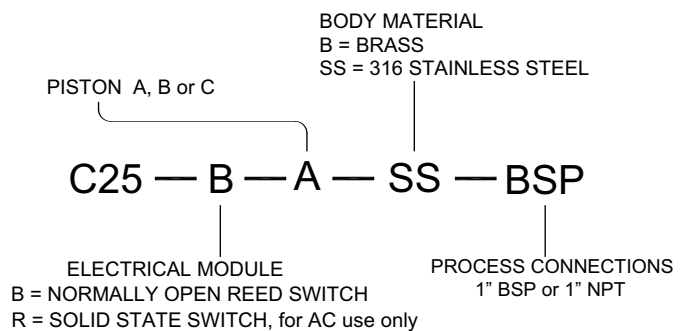 BODY MATERIAL
B = BRASS
SS = 316 STAINLESS STEEL
PISTON A, B or C
C25 — B — A — SS — BSP
ELECTRICAL MODULE
B = NORMALLY OPEN REED SWITCH
R = SOLID STATE SWITCH, for AC use only
PROCESS CONNECTIONS
1” BSP or 1” NPT